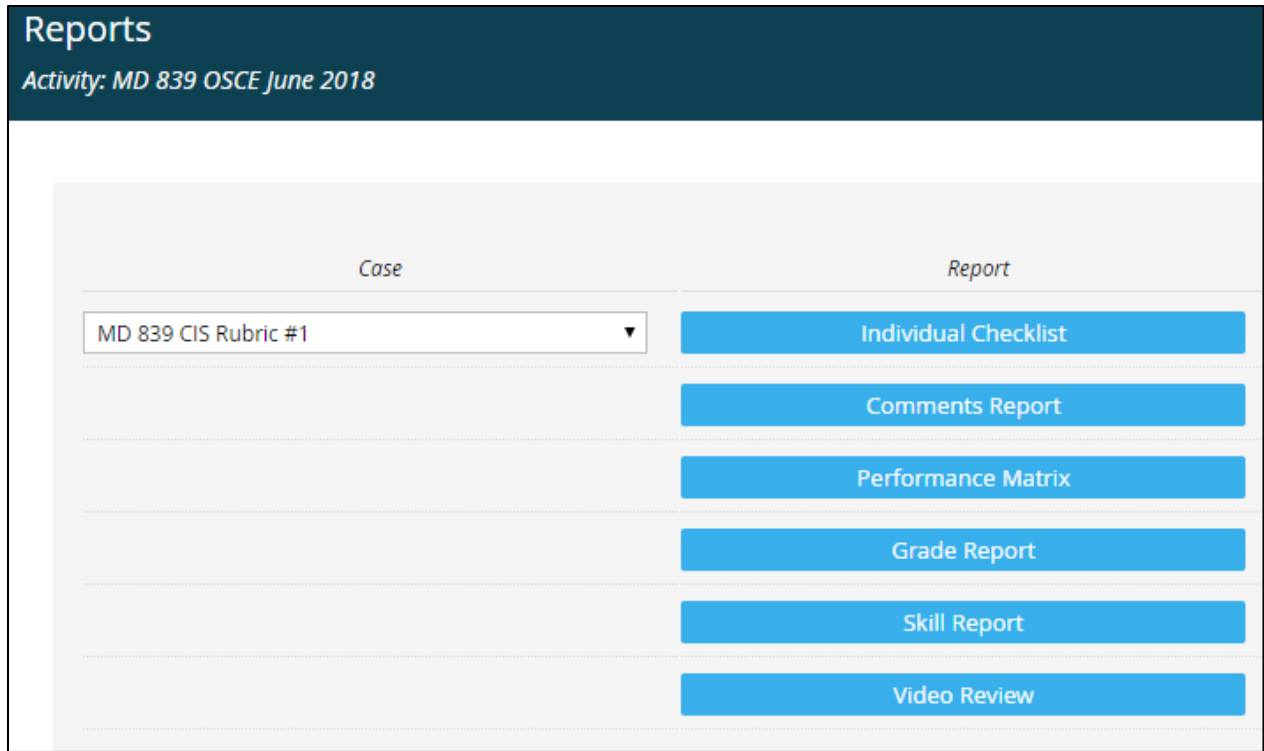 Reports
Activity: MD 839 OSCE June 2018
Case Report
MD 839 CIS Rubric #1 Individual Checklist
Comments Report
Performance Matrix
Grade Report
Skill Report
Video Review